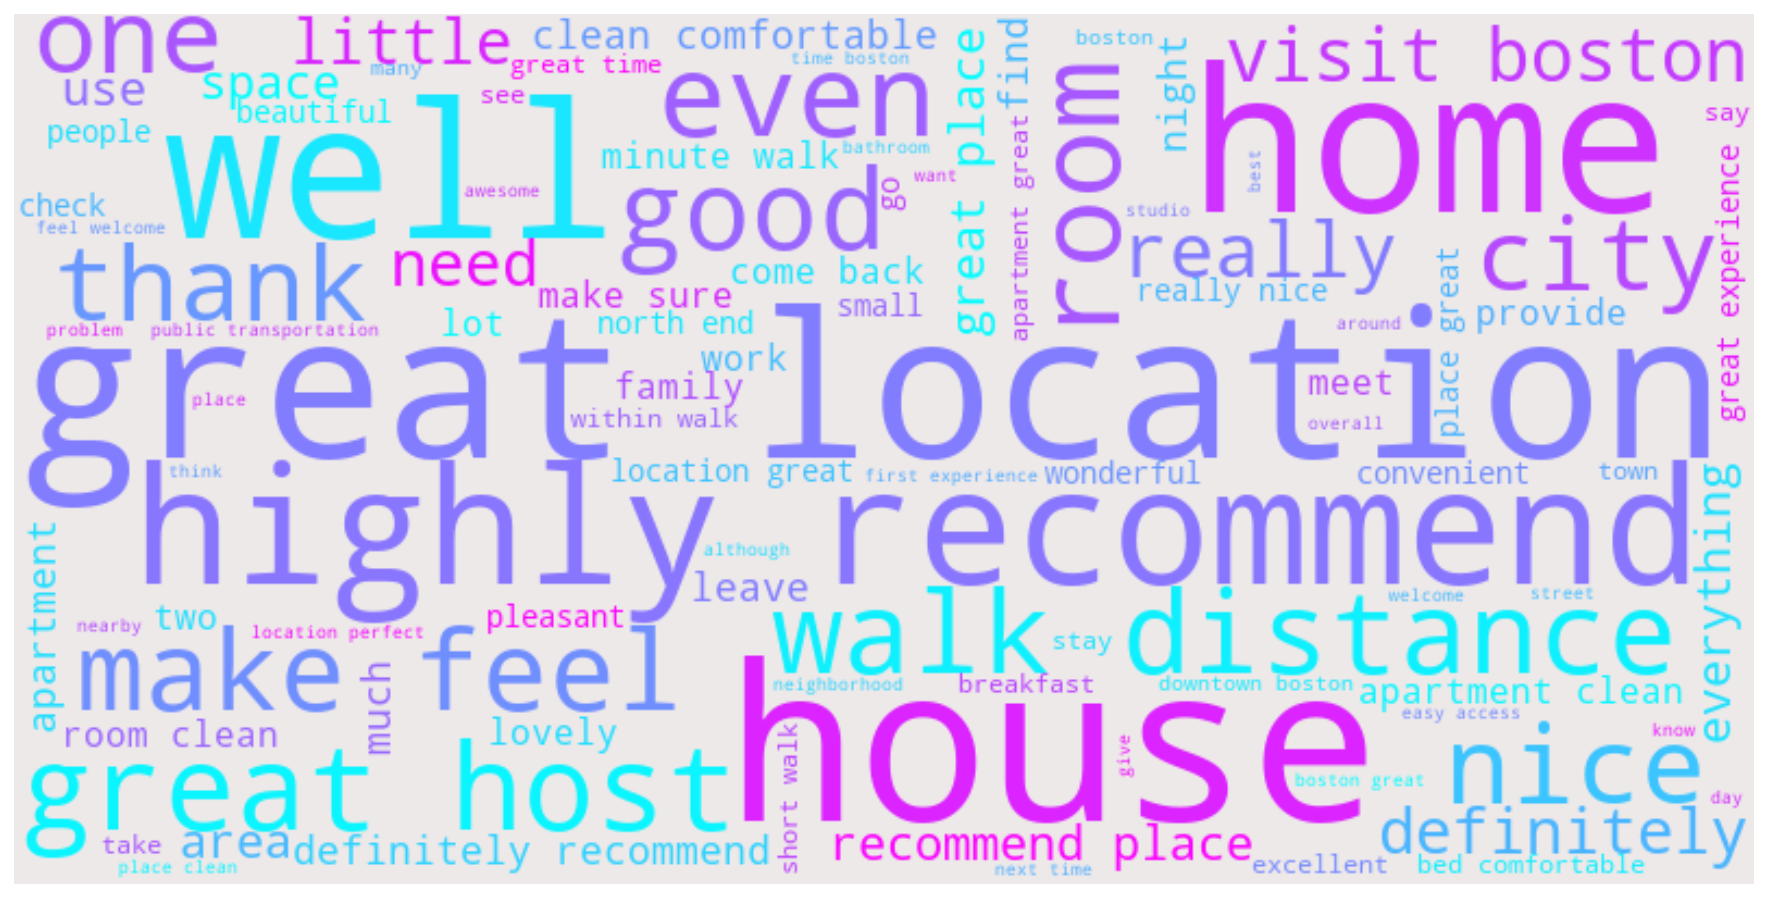 one
little
clean comfortable
great time
time boston
many
use
space
see
beautiful
people
well
even
minute walk
bathroom
great place
find
boston
night
visit boston
home
say
room
apartment great
best
great experience
awesome
good
go
want
check
feel welcome
studio
really
city
thank
need
come back
really nice
make sure
small
place great
provide
problem
public transportation
lot
north end
around
great location
work
family
meet
place
within walk
overall
think
location great
first experience
wonderful
convenient
town
highly recommend
everything
apartment
although
leave
nearby
two
location perfect
pleasant
walk distance
welcome
street
stay
make feel
much
neighborhood
breakfast
downtown boston
apartment clean
easy access
house
room clean
lovely
short walk
give
know
nice
boston great
day
great host
take
area
definitely recommend
recommend place
definitely
place clean
next time
excellent
bed comfortable